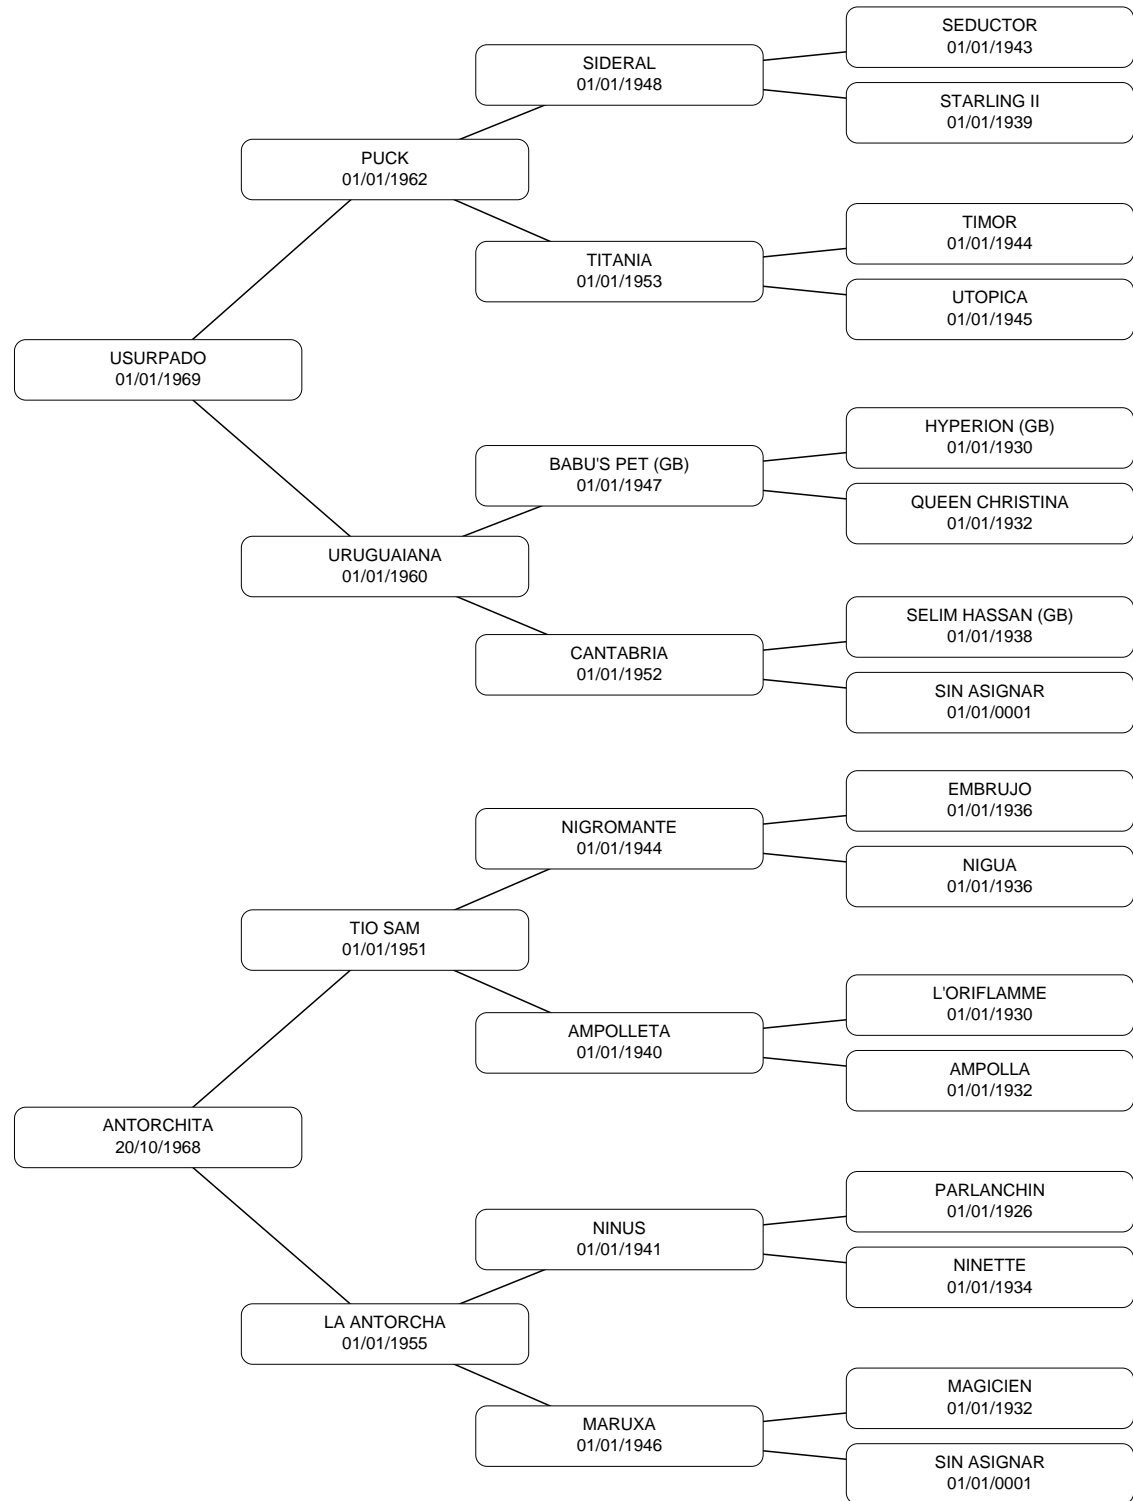 SEDUCTOR
01/01/1943
SIDERAL
01/01/1948
STARLING II
01/01/1939
PUCK
01/01/1962
TIMOR
01/01/1944
TITANIA
01/01/1953
UTOPICA
01/01/1945
USURPADO
01/01/1969
HYPERION (GB)
01/01/1930
BABU'S PET (GB)
01/01/1947
QUEEN CHRISTINA
01/01/1932
URUGUAIANA
01/01/1960
SELIM HASSAN (GB)
01/01/1938
CANTABRIA
01/01/1952
SIN ASIGNAR
01/01/0001
EMBRUJO
01/01/1936
NIGROMANTE
01/01/1944
NIGUA
01/01/1936
TIO SAM
01/01/1951
L'ORIFLAMME
01/01/1930
AMPOLLETA
01/01/1940
AMPOLLA
01/01/1932
ANTORCHITA
20/10/1968
PARLANCHIN
01/01/1926
NINUS
01/01/1941
NINETTE
01/01/1934
LA ANTORCHA
01/01/1955
MAGICIEN
01/01/1932
MARUXA
01/01/1946
SIN ASIGNAR
01/01/0001